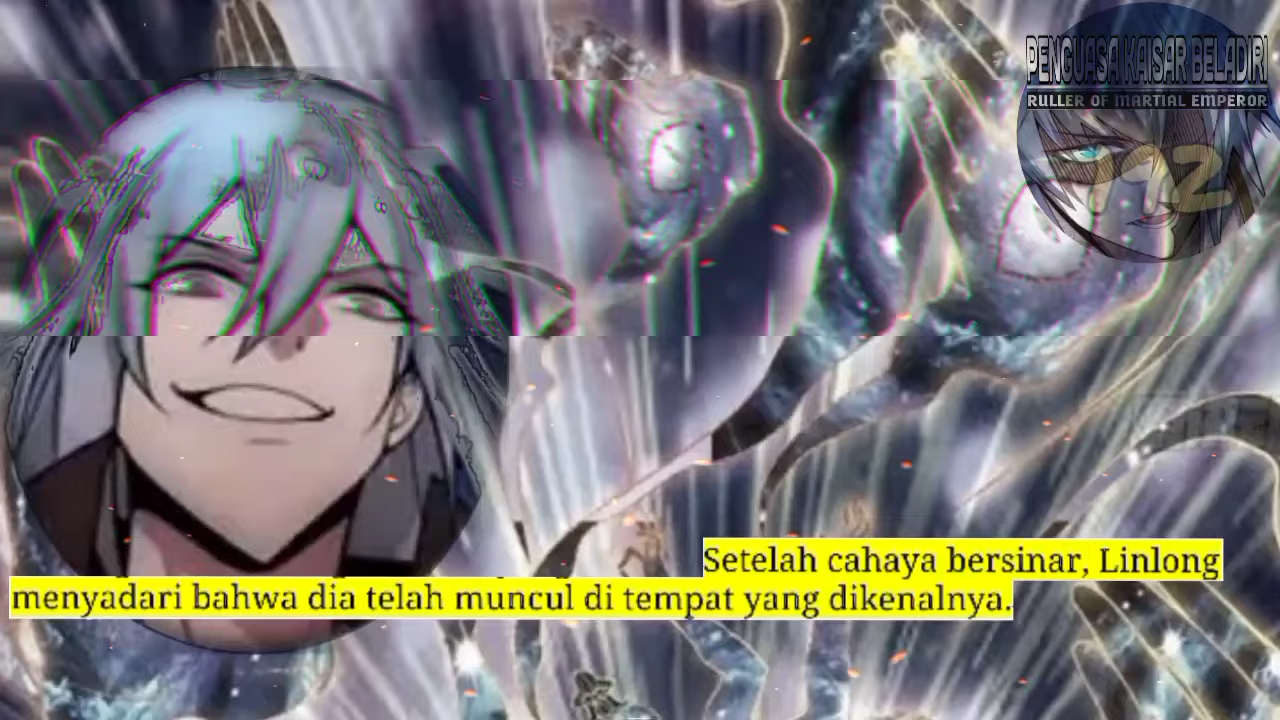 PENGUASA KAISAR BELADIRI
RULLER OF MARTIAL EMPEROR
192
Setelah cahaya bersinar, Linlong
menyadari bahwa dia telah muncul di tempat yang dikenalnya.